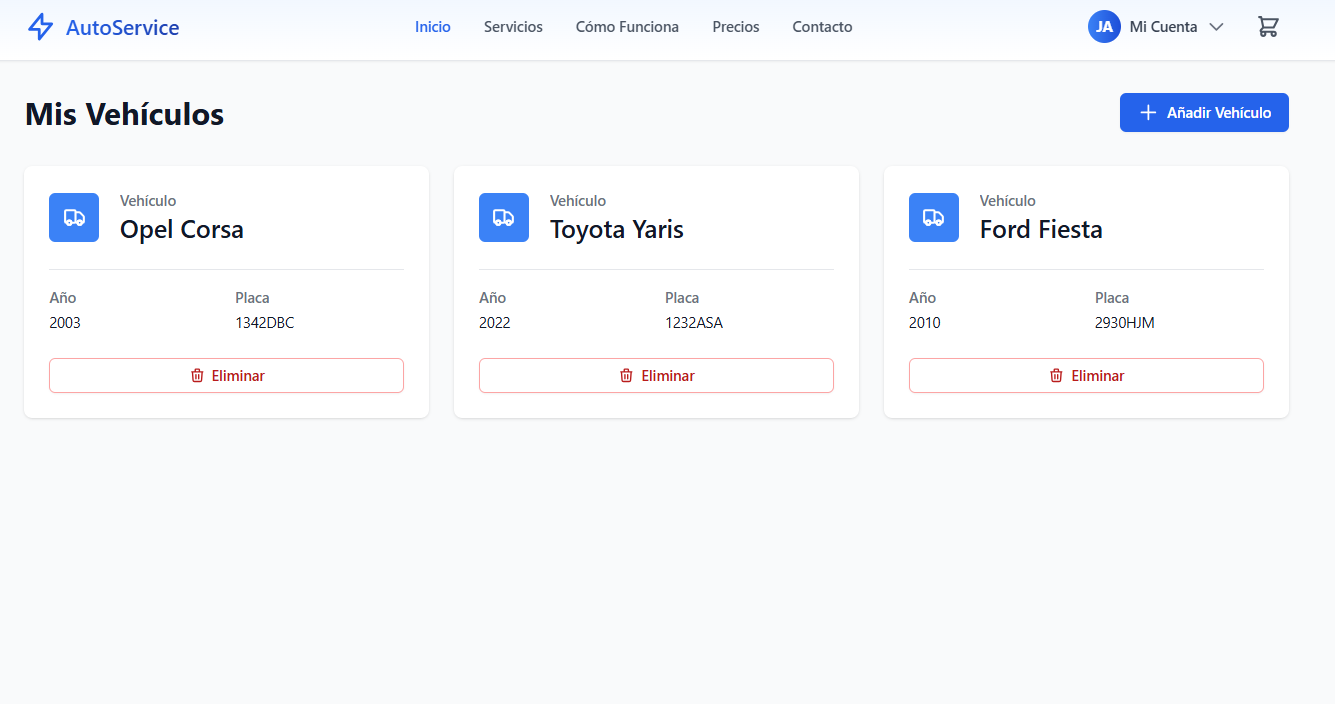 AutoService
Inicio Servicios Cómo Funciona Precios Contacto
JA Mi Cuenta
Mis Vehículos
Añadir Vehículo
Vehículo
Opel Corsa
Año Placa
2003 1342DBC
Eliminar
Vehículo
Toyota Yaris
Año Placa
2022 1232ASA
Eliminar
Vehículo
Ford Fiesta
Año Placa
2010 2930HJM
Eliminar